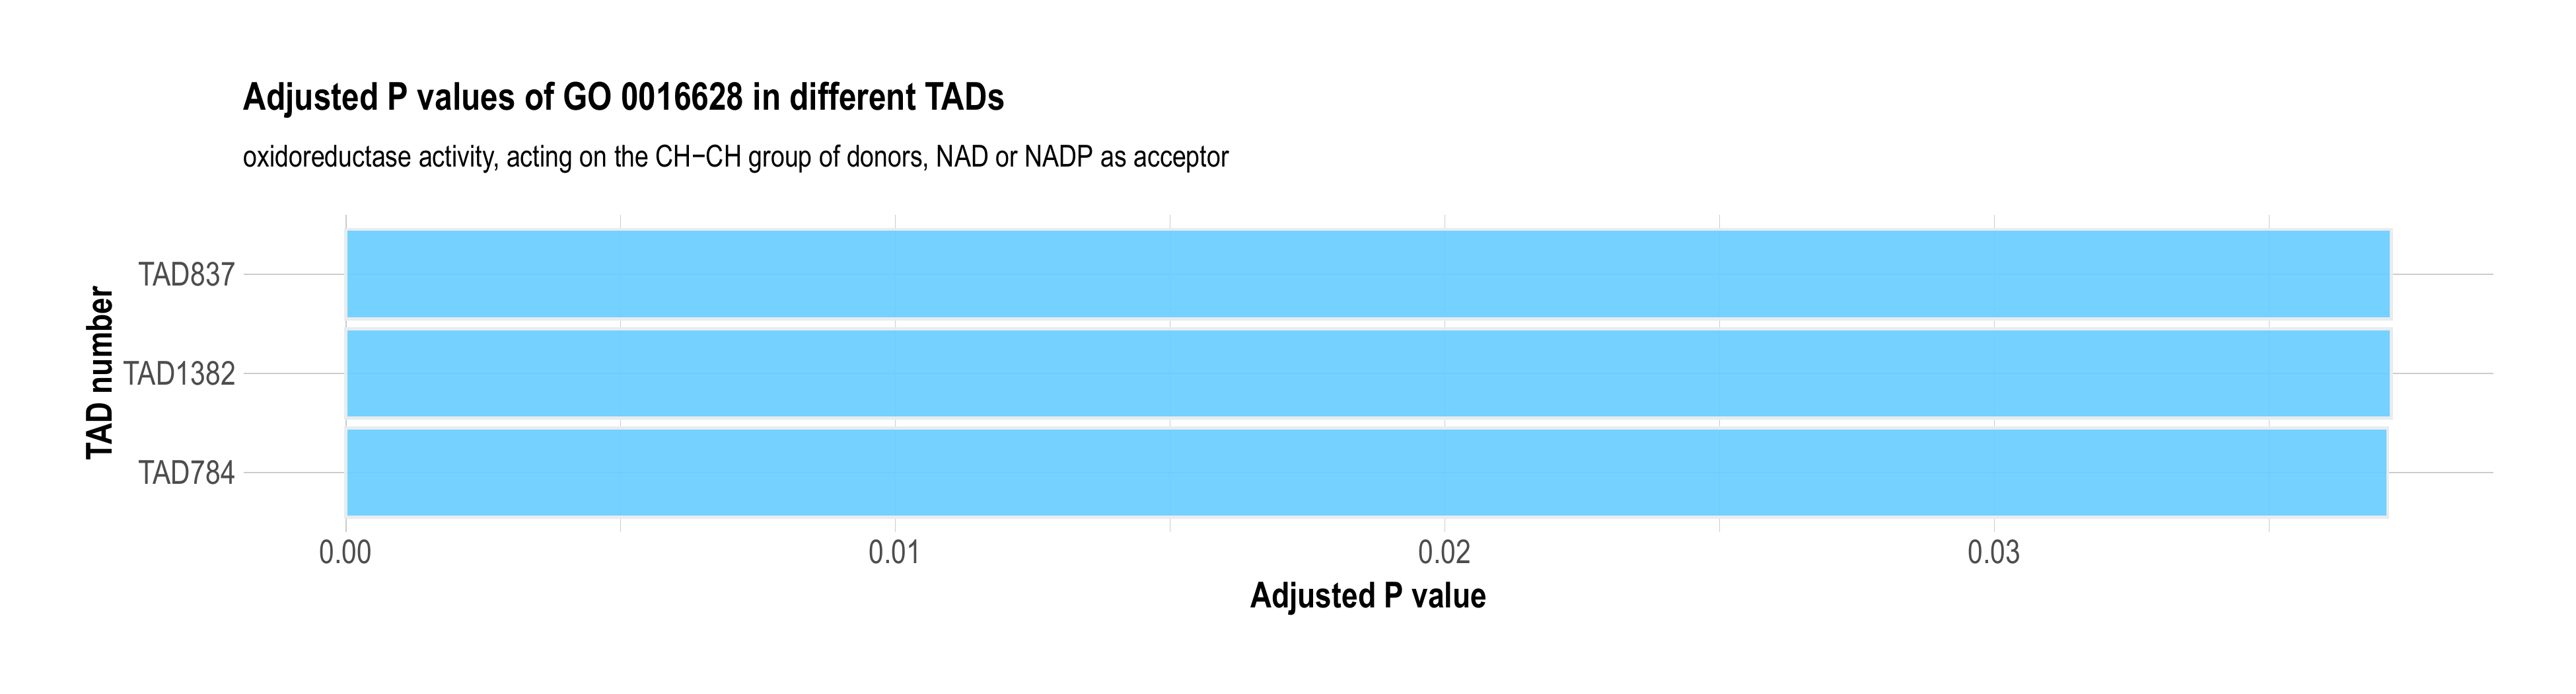 Adjusted P values of GO 0016628 in different TADs
oxidoreductase activity, acting on the CH−CH group of donors, NAD or NADP as acceptor
TAD number
TAD837
TAD1382
TAD784
0.00 0.01 0.02 0.03
Adjusted P value